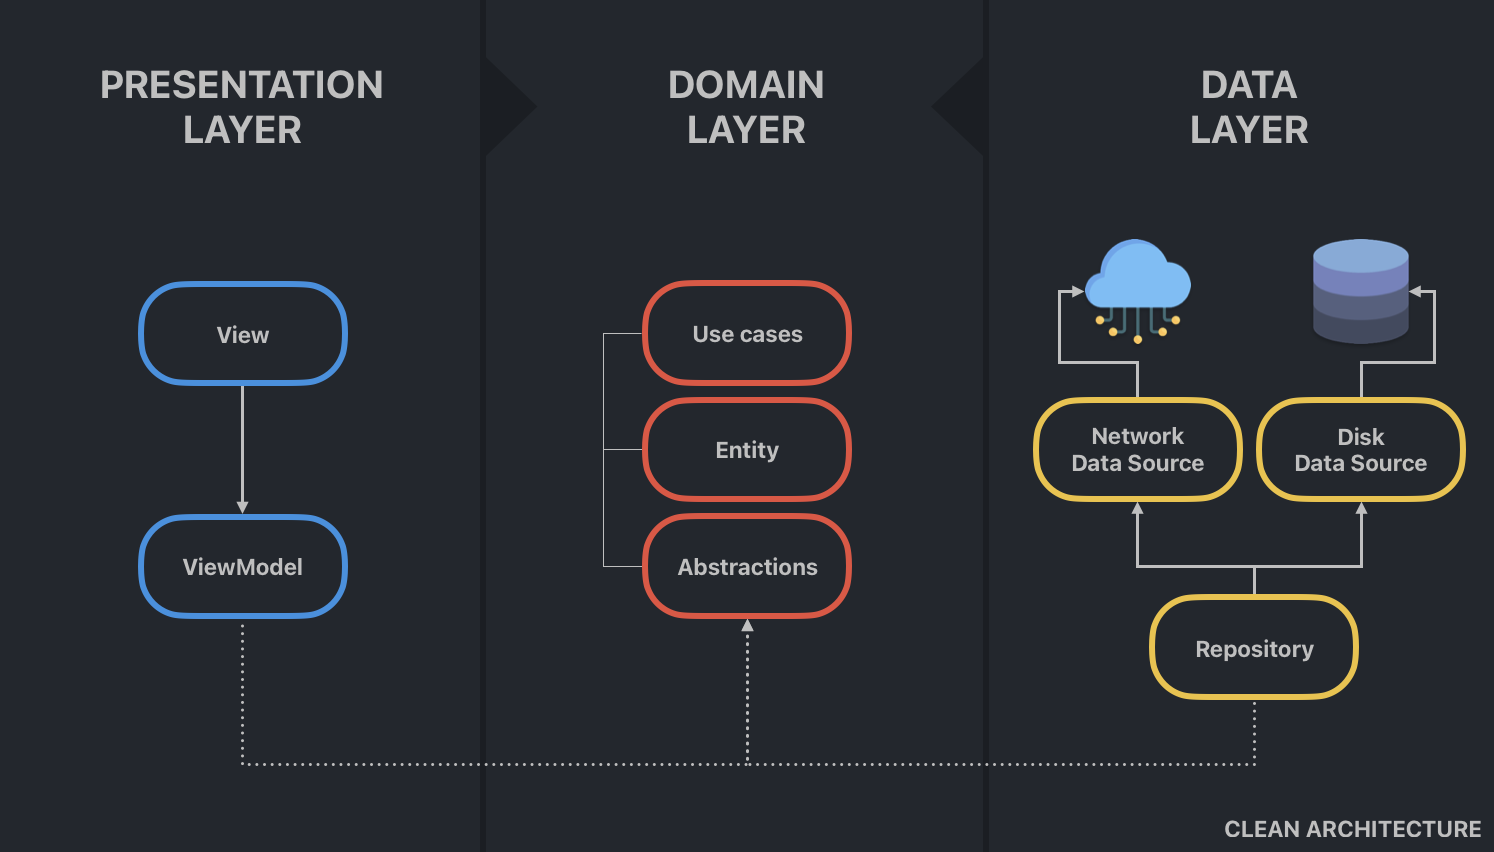 PRESENTATION
LAYER
DOMAIN
LAYER
DATA
LAYER
View
ViewModel
Use cases
Entity
Abstractions
Network
Data Source
Disk
Data Source
Repository
CLEAN ARCHITECTURE